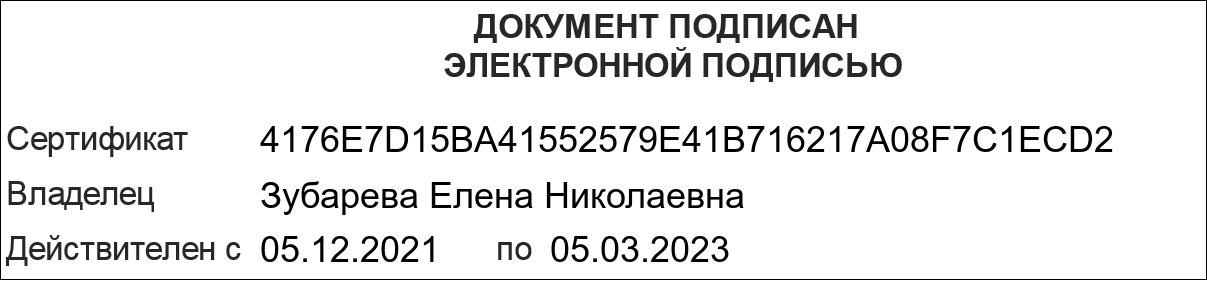 ДОКУМЕНТ ПОДПИСАН
ЭЛЕКТРОННОЙ ПОДПИСЬЮ
Сертификат 4176E7D15BA41552579E41B716217A08F7C1ECD2
Владелец Зубарева Елена Николаевна
Действителен с 05.12.2021 по 05.03.2023